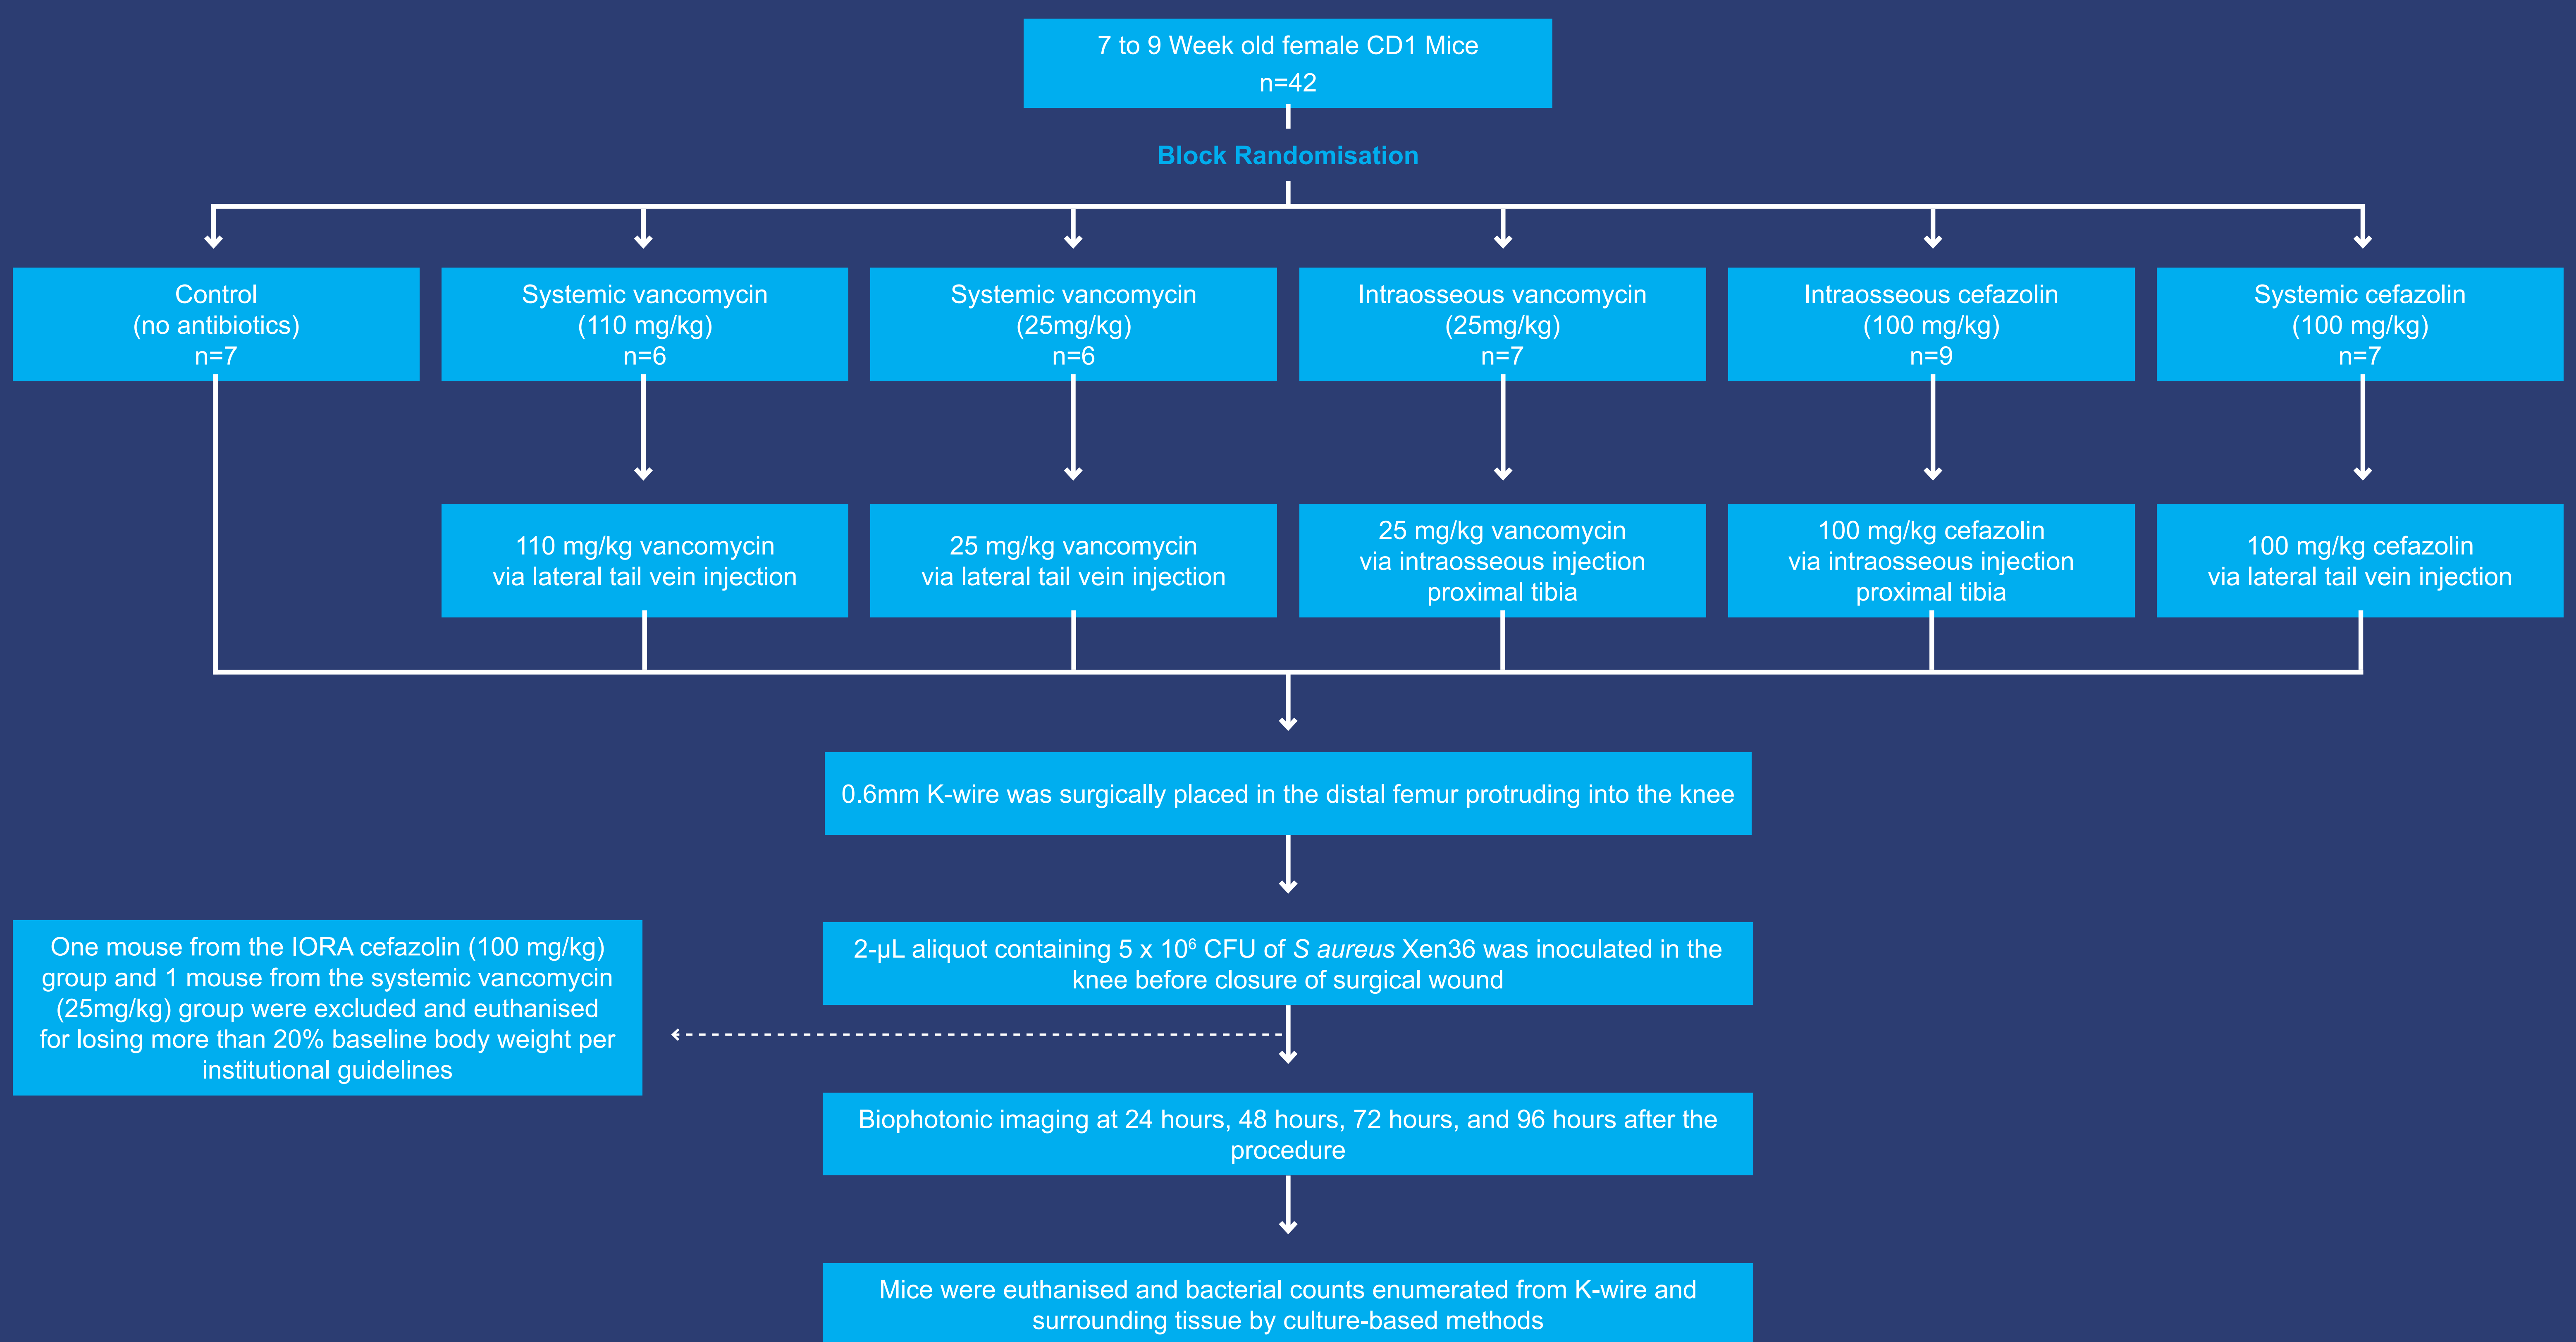 7 to 9 Week old female CD1 Mice
n=42
Block Randomisation
Control
(no antibiotics)
n=7
Systemic vancomycin
(110 mg/kg)
n=6
Systemic vancomycin
(25mg/kg)
n=6
Intraosseous vancomycin
(25mg/kg)
n=7
Intraosseous cefazolin
(100 mg/kg)
n=9
Systemic cefazolin
(100 mg/kg)
n=7
110 mg/kg vancomycin
via lateral tail vein injection
25 mg/kg vancomycin
via lateral tail vein injection
25 mg/kg vancomycin
via intraosseous injection
proximal tibia
100 mg/kg cefazolin
via intraosseous injection
proximal tibia
100 mg/kg cefazolin
via lateral tail vein injection
0.6mm K-wire was surgically placed in the distal femur protruding into the knee
2-µL aliquot containing 5 x 10⁶ CFU of S aureus Xen36 was inoculated in the
knee before closure of surgical wound
One mouse from the IORA cefazolin (100 mg/kg)
group and 1 mouse from the systemic vancomycin
(25mg/kg) group were excluded and euthanised
for losing more than 20% baseline body weight per
institutional guidelines
Biophotonic imaging at 24 hours, 48 hours, 72 hours, and 96 hours after the
procedure
Mice were euthanised and bacterial counts enumerated from K-wire and
surrounding tissue by culture-based methods